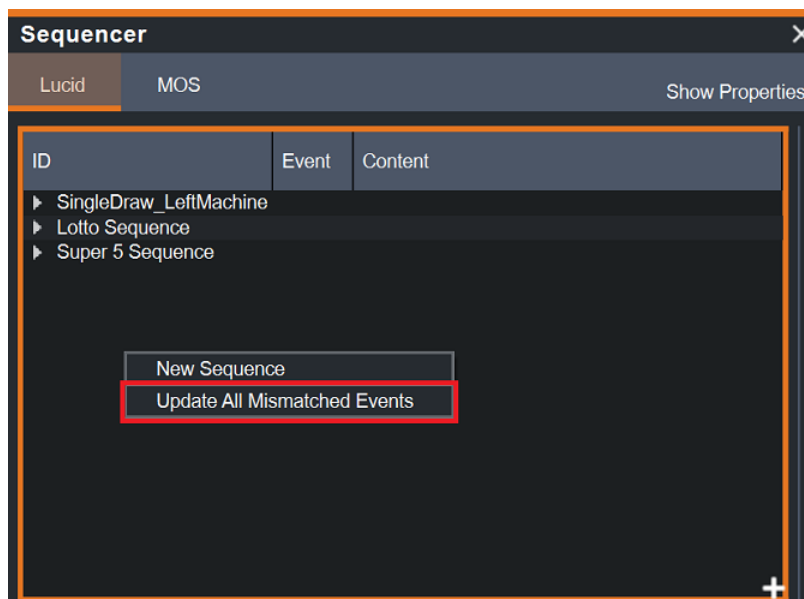 Sequencer
Lucid MOS Show Properties
ID Event Content
SingleDraw_LeftMachine
Lotto Sequence
Super 5 Sequence
New Sequence
Update All Mismatched Events